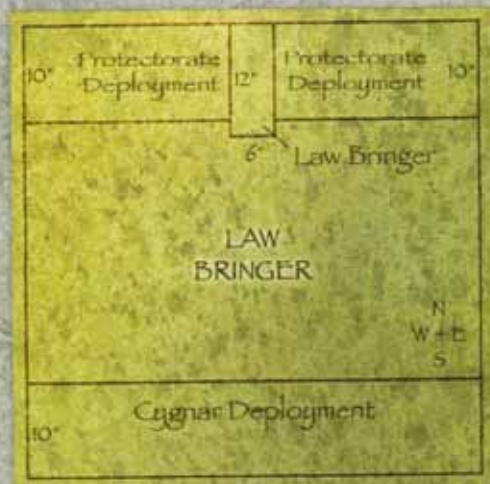 10"
Protectorate
Deployment
12"
Protectorate
Deployment
10"
6"
Law Bringer
LAW
BRINGER
N
W E
S
10"
Cygnar Deployment